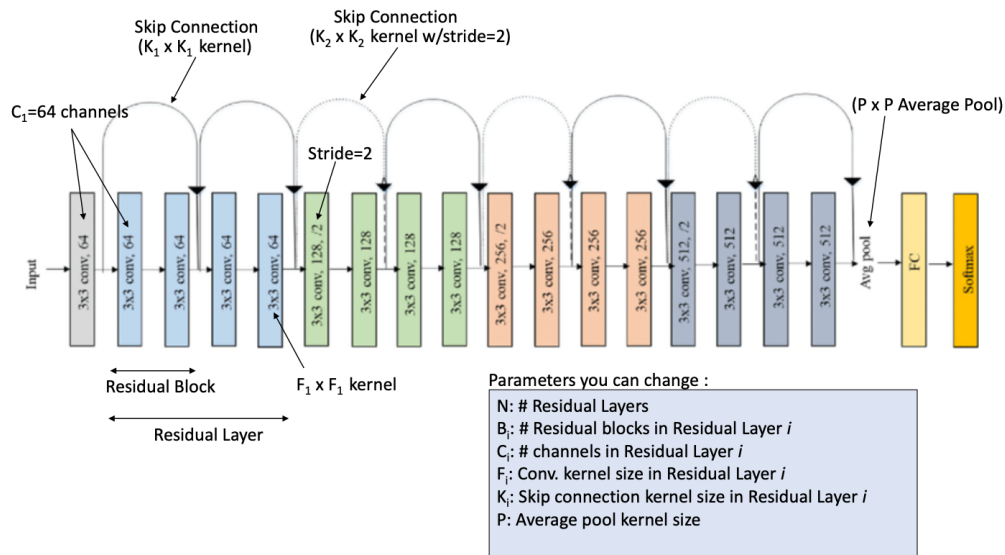 Skip Connection
(K₁ x K₁ kernel)
Skip Connection
(K₂ x K₂ kernel w/stride=2)
C₁=64 channels
Stride=2
(P x P Average Pool)
Input
3x3 conv, 64
3x3 conv, 64
3x3 conv, 64
3x3 conv, 64
3x3 conv, 64
3x3 conv, 128, /2
3x3 conv, 128
3x3 conv, 128
3x3 conv, 128
3x3 conv, 256, /2
3x3 conv, 256
3x3 conv, 256
3x3 conv, 256
3x3 conv, 512, /2
3x3 conv, 512
3x3 conv, 512
3x3 conv, 512
Avg pool
FC
Softmax
Residual Block
F₁ x F₁ kernel
Residual Layer
Parameters you can change :
N: # Residual Layers
Bᵢ: # Residual blocks in Residual Layer i
Cᵢ: # channels in Residual Layer i
Fᵢ: Conv. kernel size in Residual Layer i
Kᵢ: Skip connection kernel size in Residual Layer i
P: Average pool kernel size